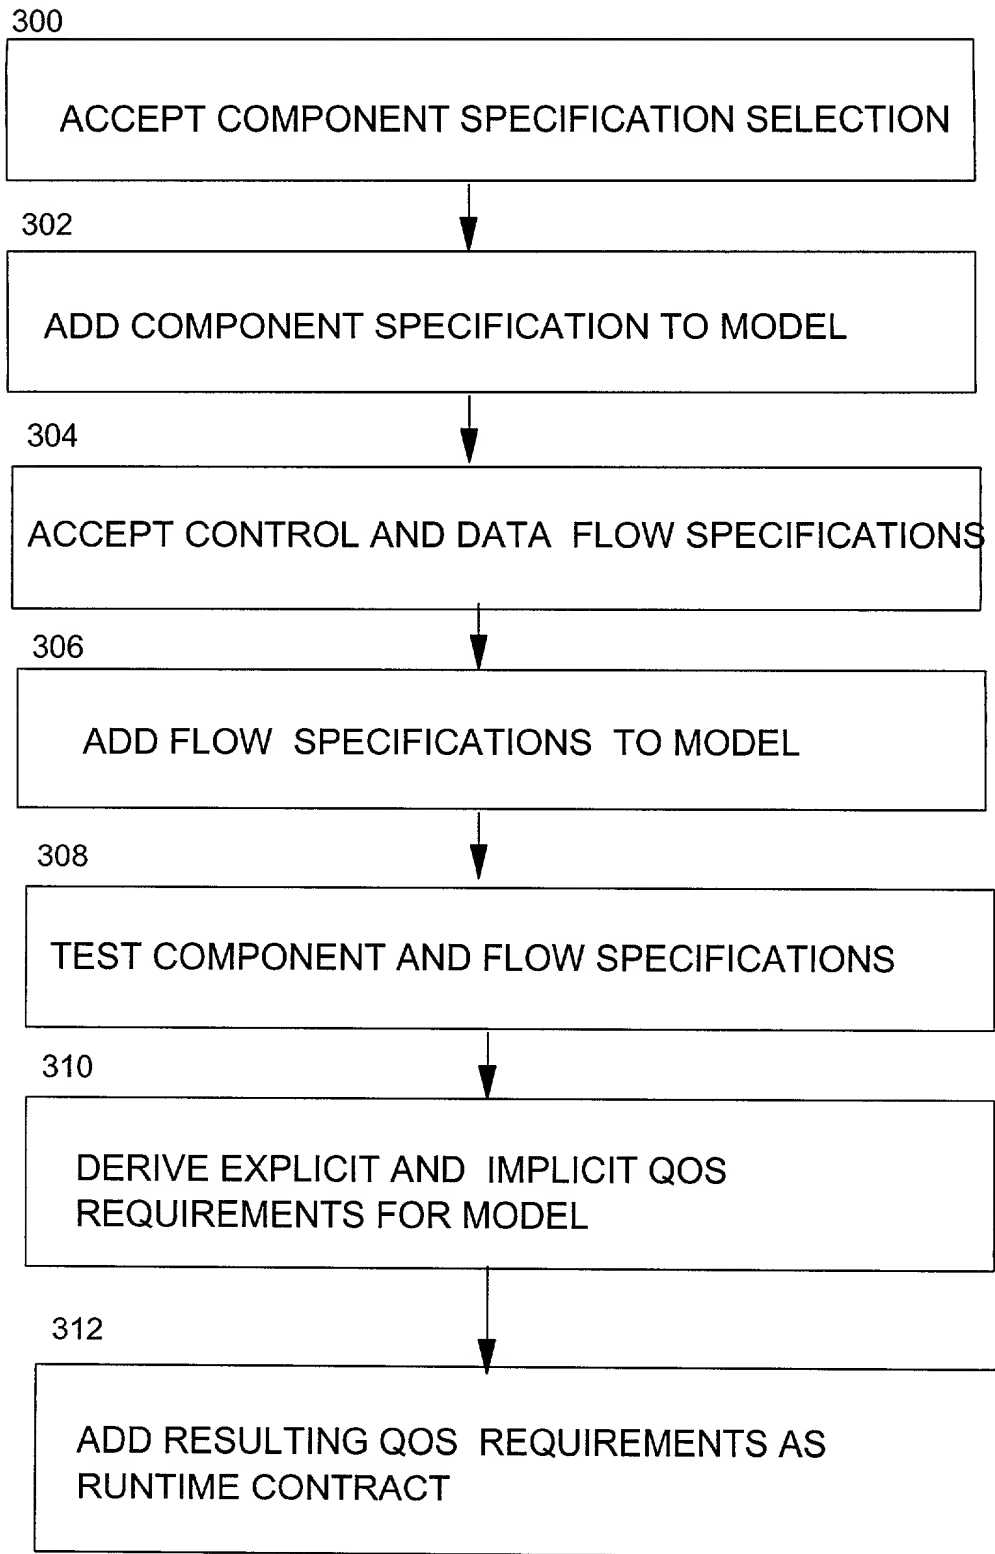 300
ACCEPT COMPONENT SPECIFICATION SELECTION
302
ADD COMPONENT SPECIFICATION TO MODEL
304
ACCEPT CONTROL AND DATA FLOW SPECIFICATIONS
306
ADD FLOW SPECIFICATIONS TO MODEL
308
TEST COMPONENT AND FLOW SPECIFICATIONS
310
DERIVE EXPLICIT AND IMPLICIT QOS
REQUIREMENTS FOR MODEL
312
ADD RESULTING QOS REQUIREMENTS AS
RUNTIME CONTRACT